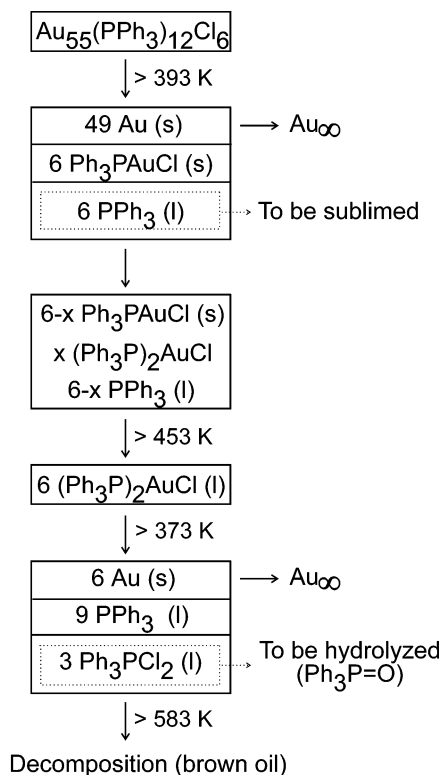 Au55(PPh3)12Cl6
> 393 K
49 Au (s)
Au∞
6 Ph3PAuCl (s)
6 PPh3 (l)
To be sublimed
6-x Ph3PAuCl (s)
x (Ph3P)2AuCl
6-x PPh3 (l)
> 453 K
6 (Ph3P)2AuCl (l)
> 373 K
6 Au (s)
Au∞
9 PPh3 (l)
3 Ph3PCl2 (l)
To be hydrolyzed
(Ph3P=O)
> 583 K
Decomposition (brown oil)